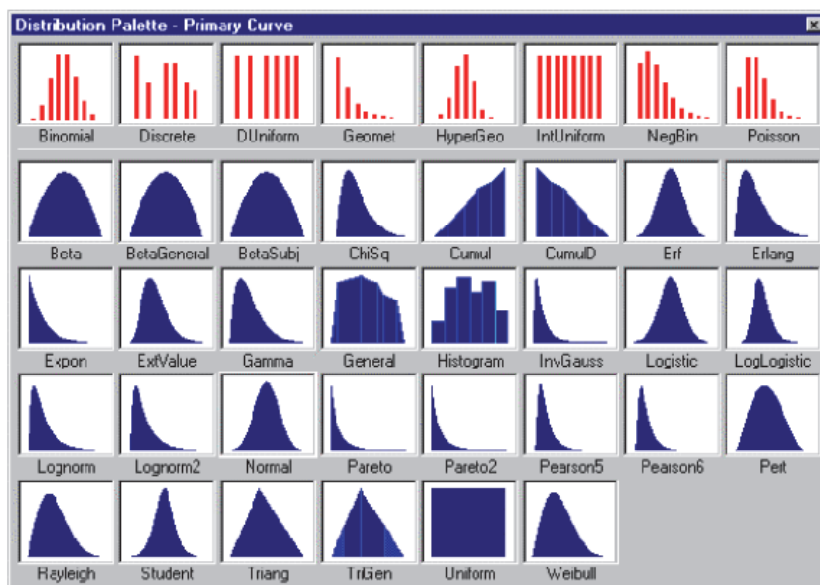 Distribution Palette - Primary Curve
Binomial Discrete DUniform Geomet HyperGeo IntUniform NegBin Poisson
Beta BetaGeneral BetaSubj ChiSq Cumul CumulD Erf Erlang
Expon ExtValue Gamma General Histogram InvGauss Logistic LogLogistic
Lognorm Lognorm2 Normal Pareto Pareto2 Pearson5 Pearson6 Pert
Rayleigh Student Triang TriGen Uniform Weibull